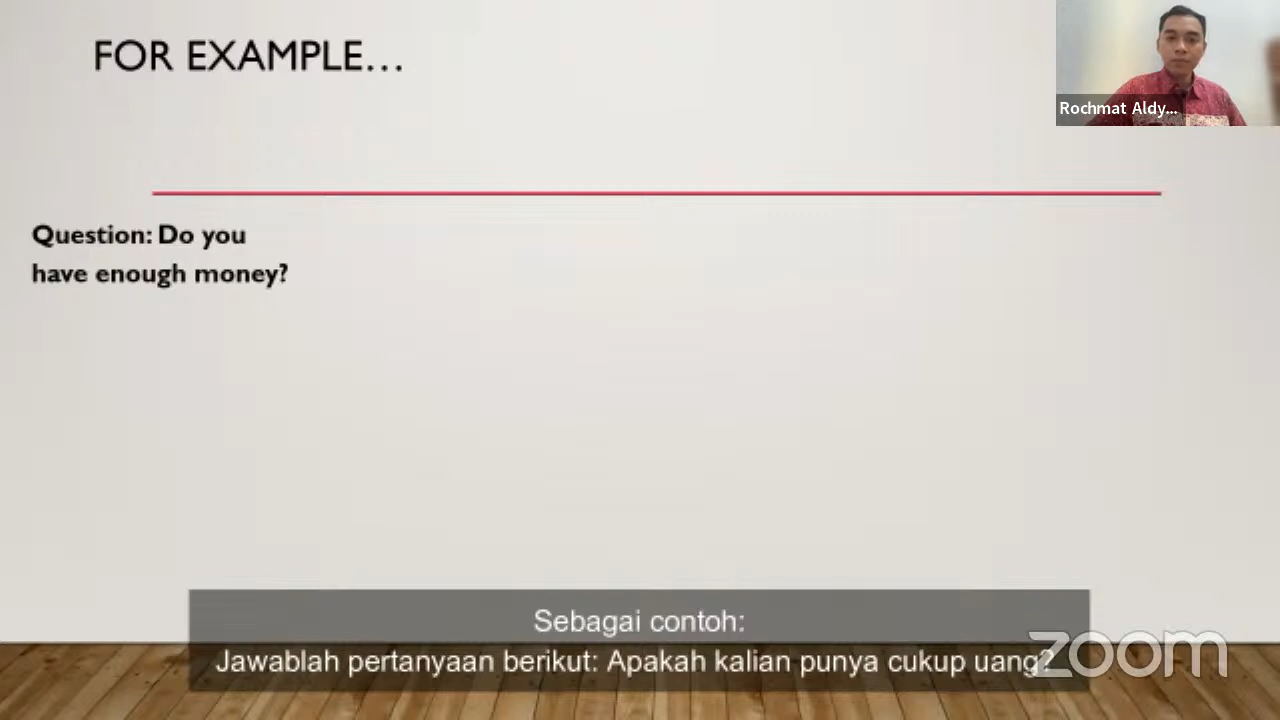 FOR EXAMPLE…
Rochmat Aldy...
Question: Do you
have enough money?
Sebagai contoh:
Jawablah pertanyaan berikut: Apakah kalian punya cukup uang?
zoom